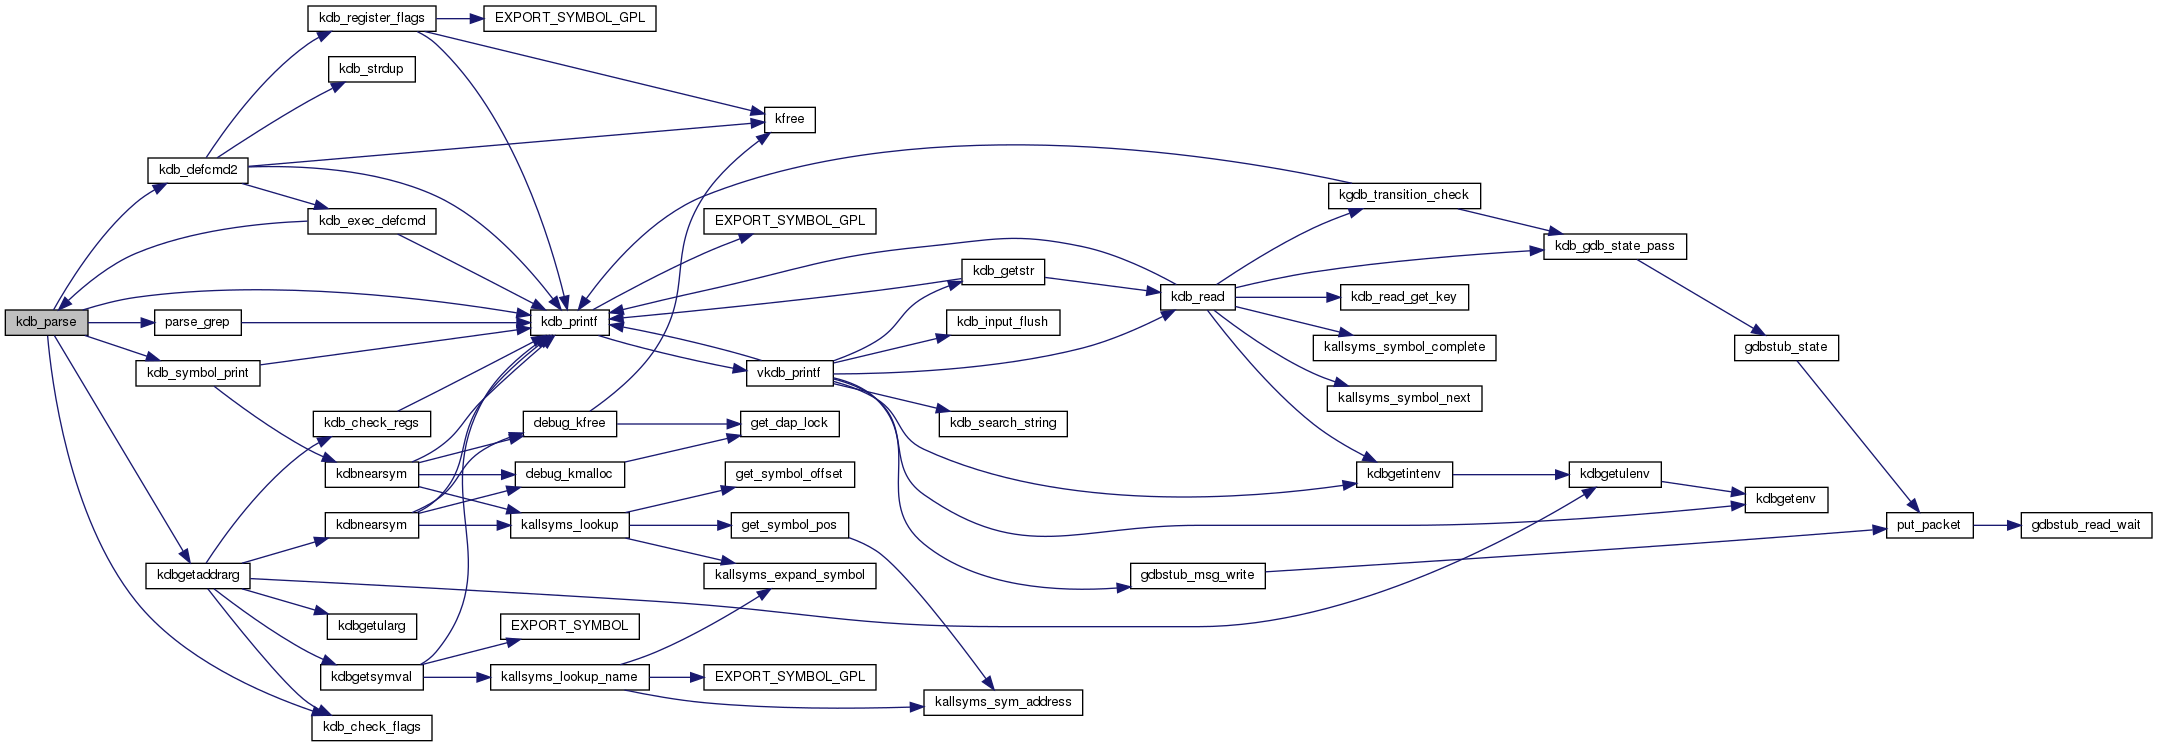 kdb_register_flags
EXPORT_SYMBOL_GPL
kdb_strdup
kfree
kdb_defcmd2
kgdb_transition_check
kdb_exec_defcmd
EXPORT_SYMBOL_GPL
kdb_gdb_state_pass
kdb_getstr
kdb_read
kdb_read_get_key
kdb_parse
parse_grep
kdb_printf
kdb_input_flush
kallsyms_symbol_complete
gdbstub_state
kdb_symbol_print
vkdb_printf
kallsyms_symbol_next
kdb_check_regs
debug_kfree
get_dap_lock
kdb_search_string
kdbnearsym
debug_kmalloc
get_symbol_offset
kdbgetintenv
kdbgetulenv
kdbgetenv
kdbnearsym
kallsyms_lookup
get_symbol_pos
put_packet
gdbstub_read_wait
kdbgetaddrarg
kallsyms_expand_symbol
gdbstub_msg_write
kdbgetularg
EXPORT_SYMBOL
kdbgetsymval
kallsyms_lookup_name
EXPORT_SYMBOL_GPL
kallsyms_sym_address
kdb_check_flags